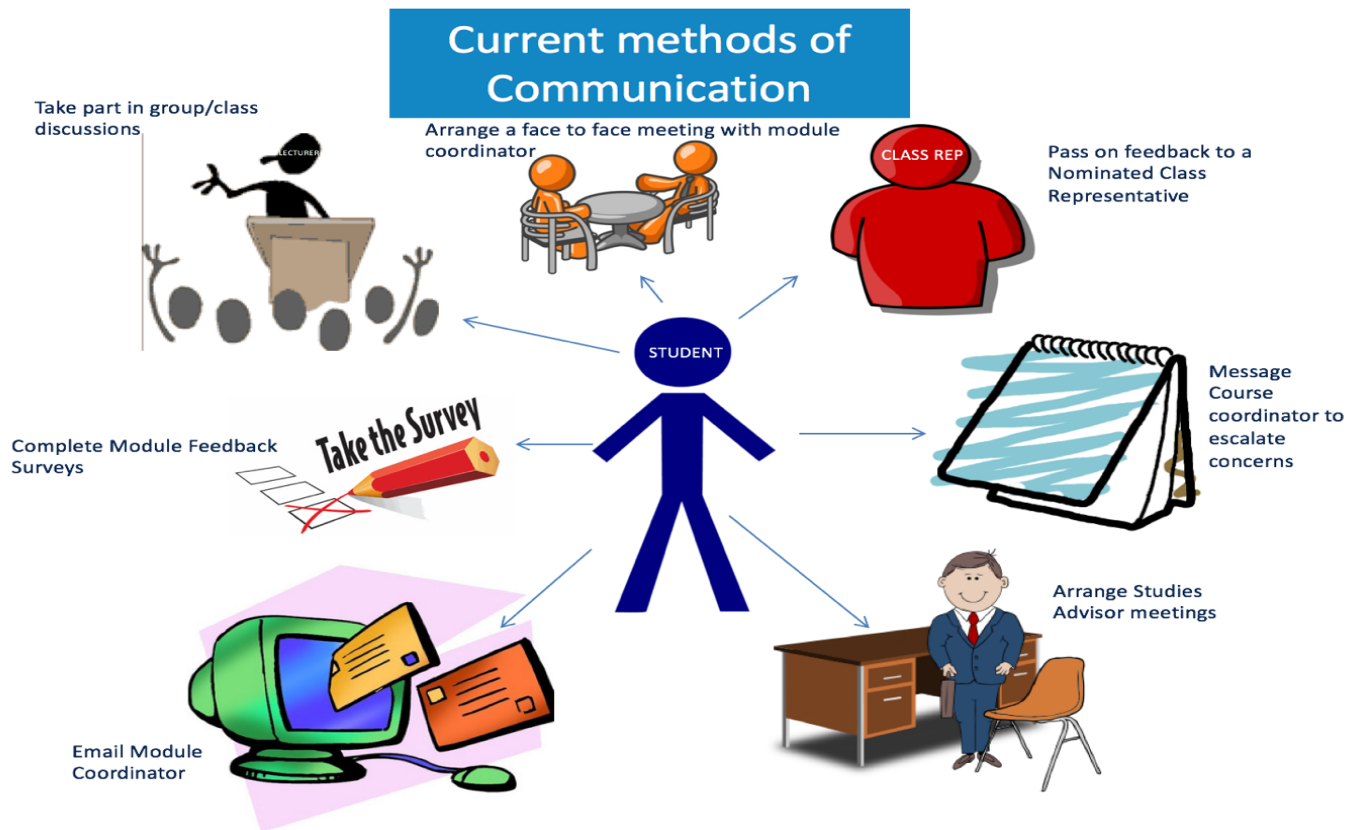 Current methods of
Communication
Take part in group/class
discussions
LECTURER
Arrange a face to face meeting with module
coordinator
CLASS REP
Pass on feedback to a
Nominated Class
Representative
STUDENT
Message
Course
coordinator to
escalate
concerns
Complete Module Feedback
Surveys
Take the Survey
Arrange Studies
Advisor meetings
Email Module
Coordinator